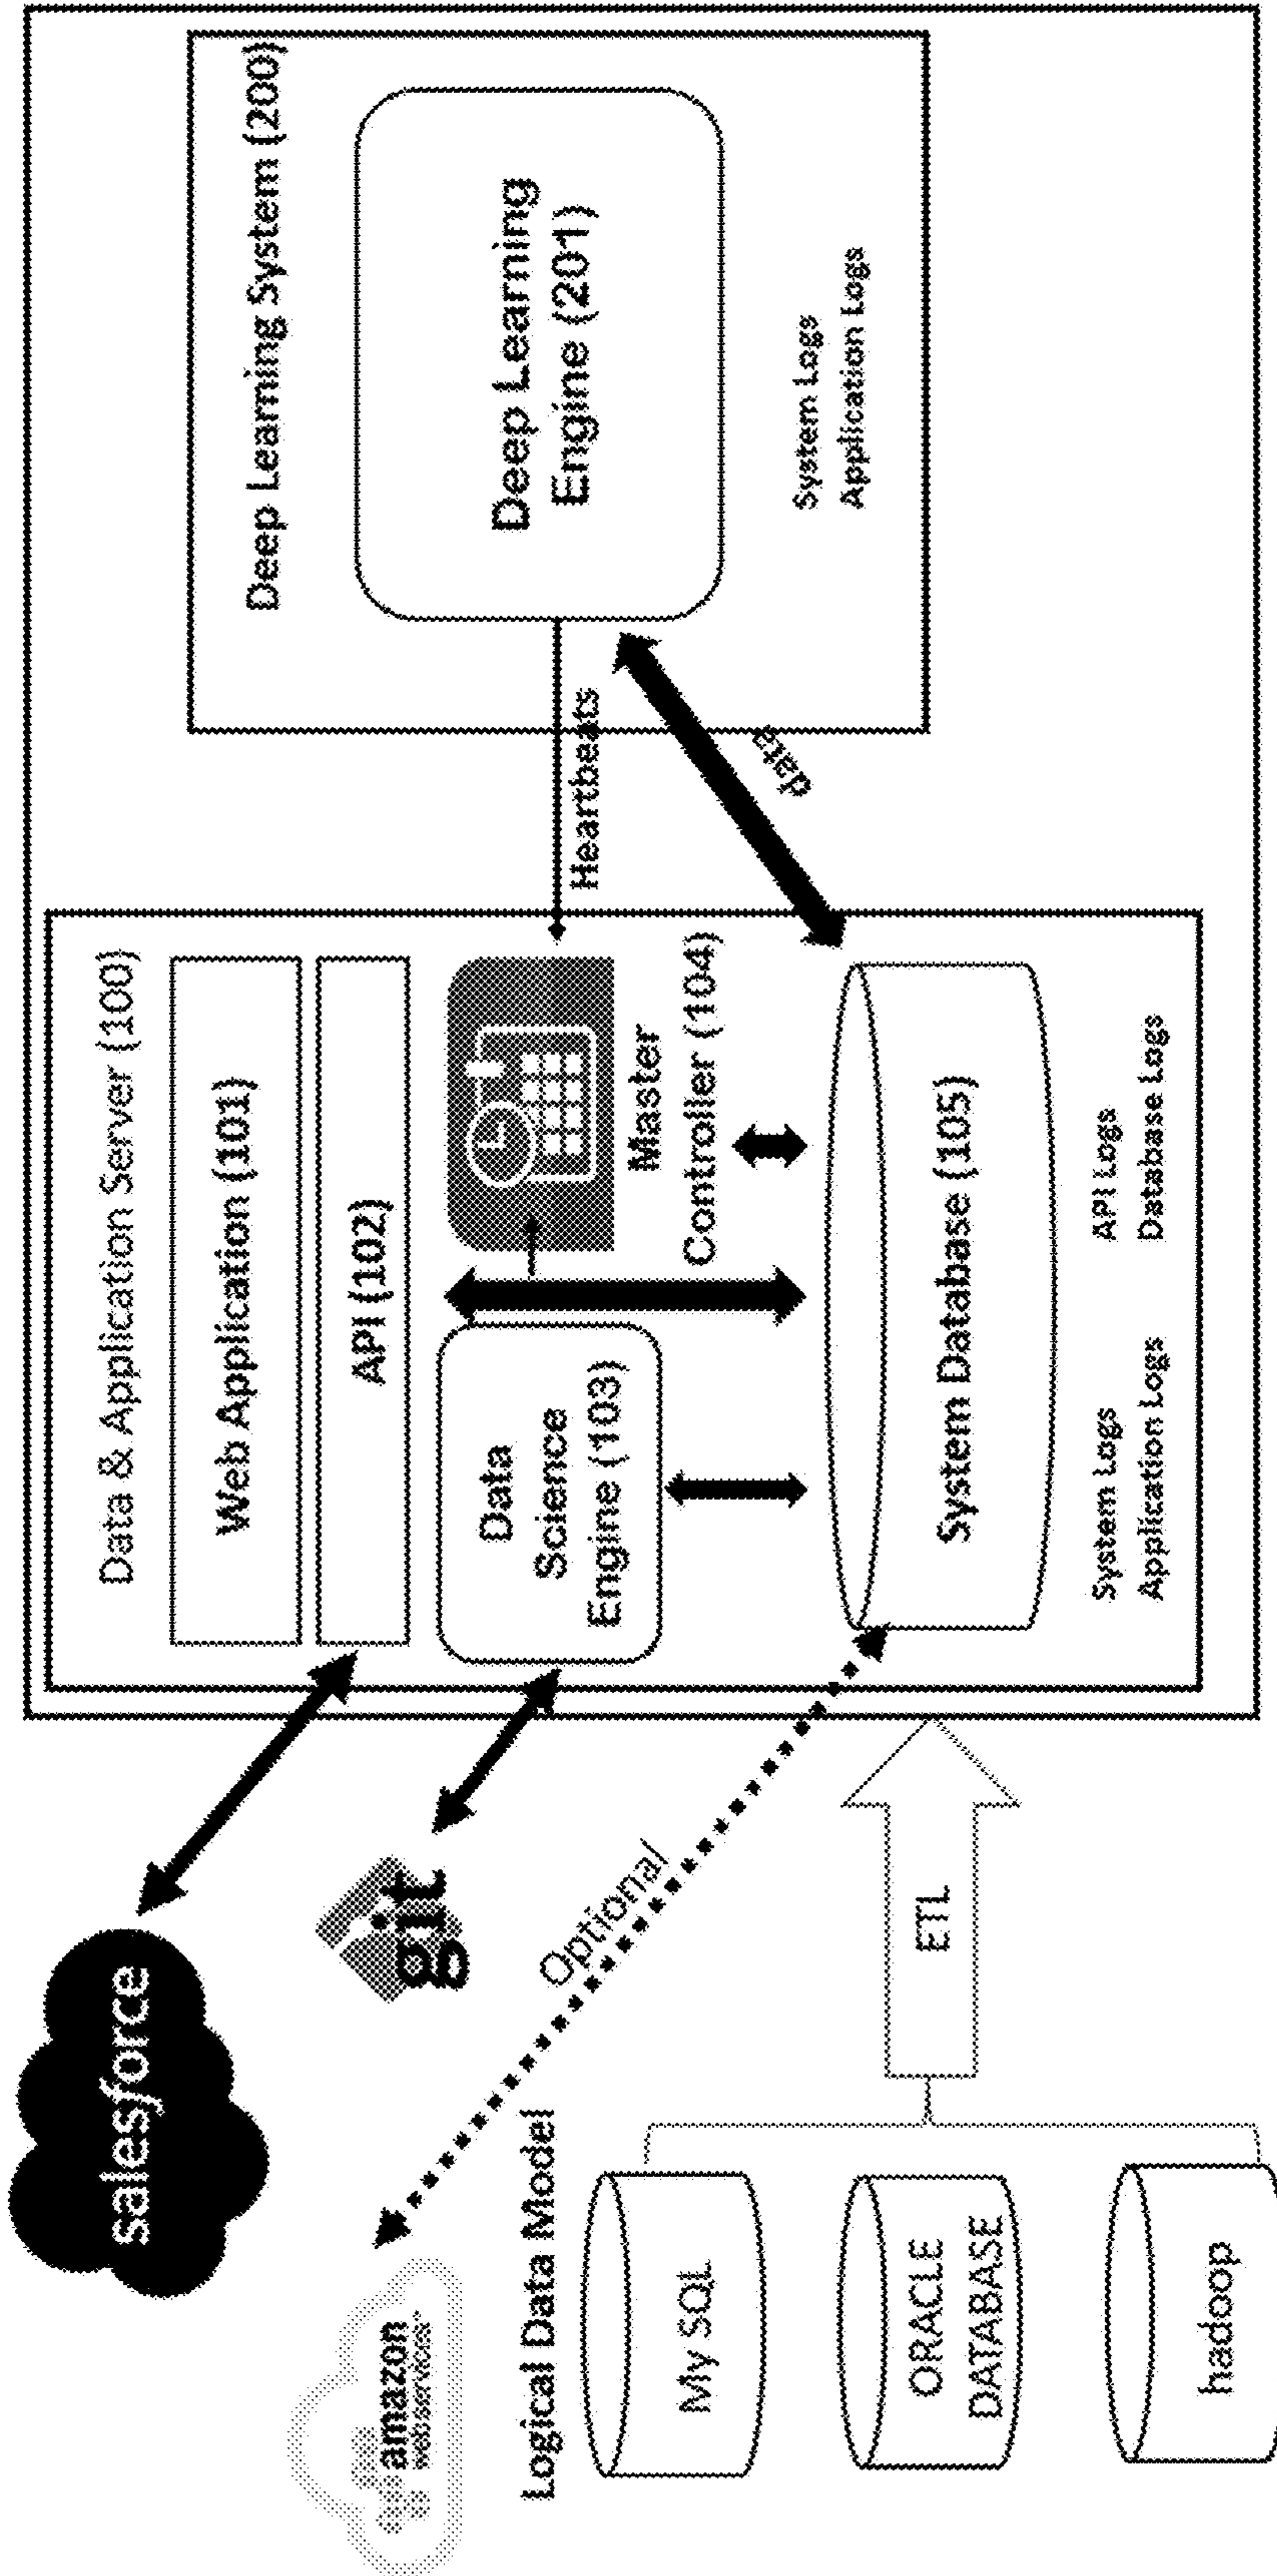 salesforce
git
amazon
webservices
Optional
Logical Data Model
My SQL
ORACLE
DATABASE
hadoop
ETL
Data & Application Server (100)
Web Application (101)
API (102)
Data
Science
Engine (103)
Master
Controller (104)
System Database (105)
System Logs
Application Logs
API Logs
Database Logs
Heartbeats
data
Deep Learning System (200)
Deep Learning
Engine (201)
System Logs
Application Logs